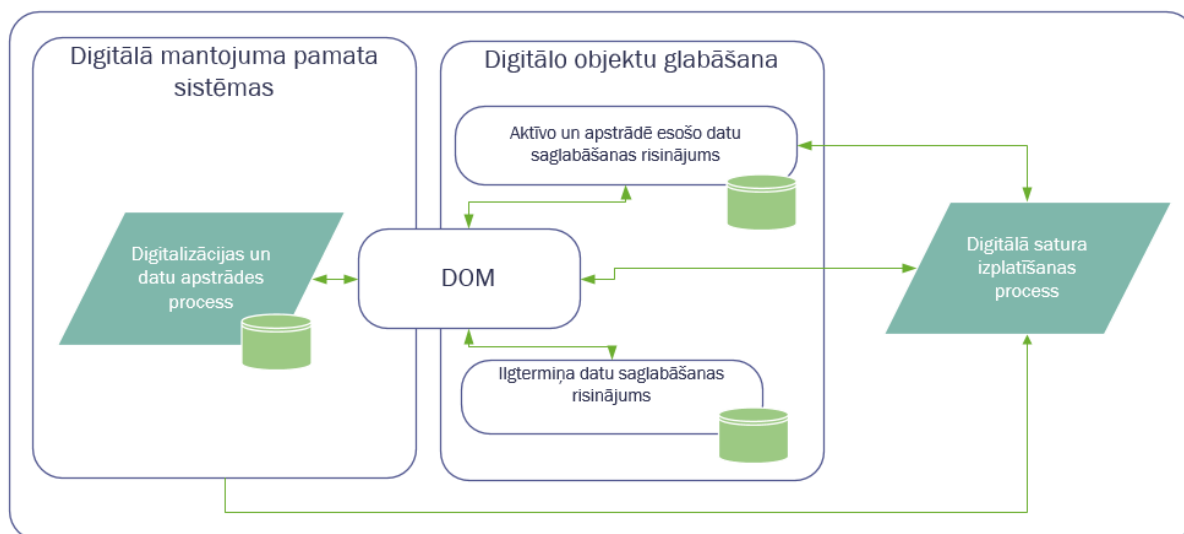 Digitālā mantojuma pamata
sistēmas
Digitālo objektu glabāšana
Aktīvo un apstrādē esošo datu
saglabāšanas risinājums
Digitalizācijas un
datu apstrādes
process
DOM
Digitālā satura
izplatīšanas
process
Ilgtermiņa datu saglabāšanas
risinājums